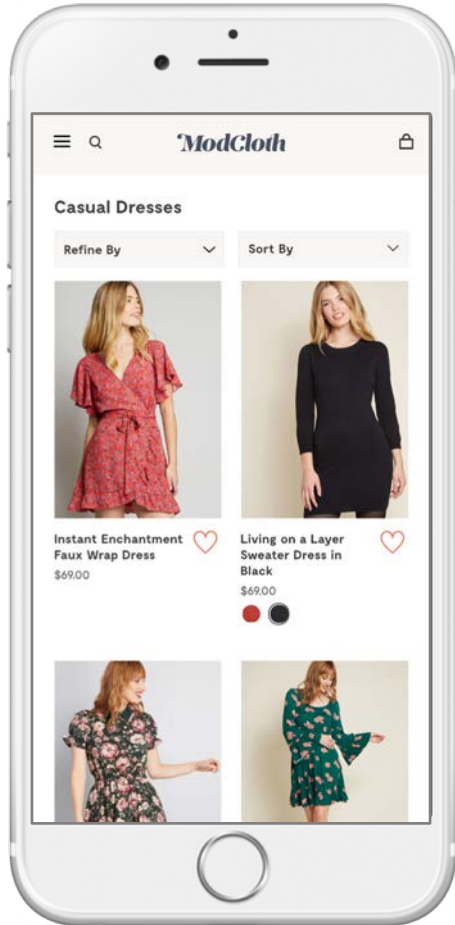 ModCloth
Casual Dresses
Refine By
Sort By
Instant Enchantment
Faux Wrap Dress
$69.00
Living on a Layer
Sweater Dress in
Black
$69.00